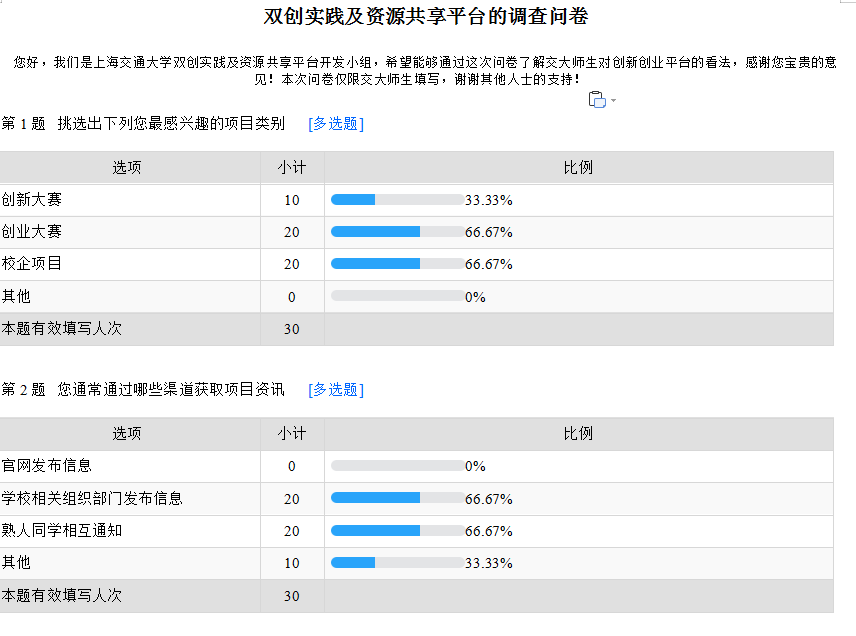 双创实践及资源共享平台的调查问卷
您好，我们是上海交通大学双创实践及资源共享平台开发小组，希望能够通过这次问卷了解交大师生对创新创业平台的看法，感谢您宝贵的意
见！本次问卷仅限交大师生填写，谢谢其他人士的支持！
第 1 题 挑选出下列您最感兴趣的项目类别 [多选题]
选项 小计 比例
创新大赛 10 33.33%
创业大赛 20 66.67%
校企项目 20 66.67%
其他 0 0%
本题有效填写人次 30
第 2 题 您通常通过哪些渠道获取项目资讯 [多选题]
选项 小计 比例
官网发布信息 0 0%
学校相关组织部门发布信息 20 66.67%
熟人同学相互通知 20 66.67%
其他 10 33.33%
本题有效填写人次 30